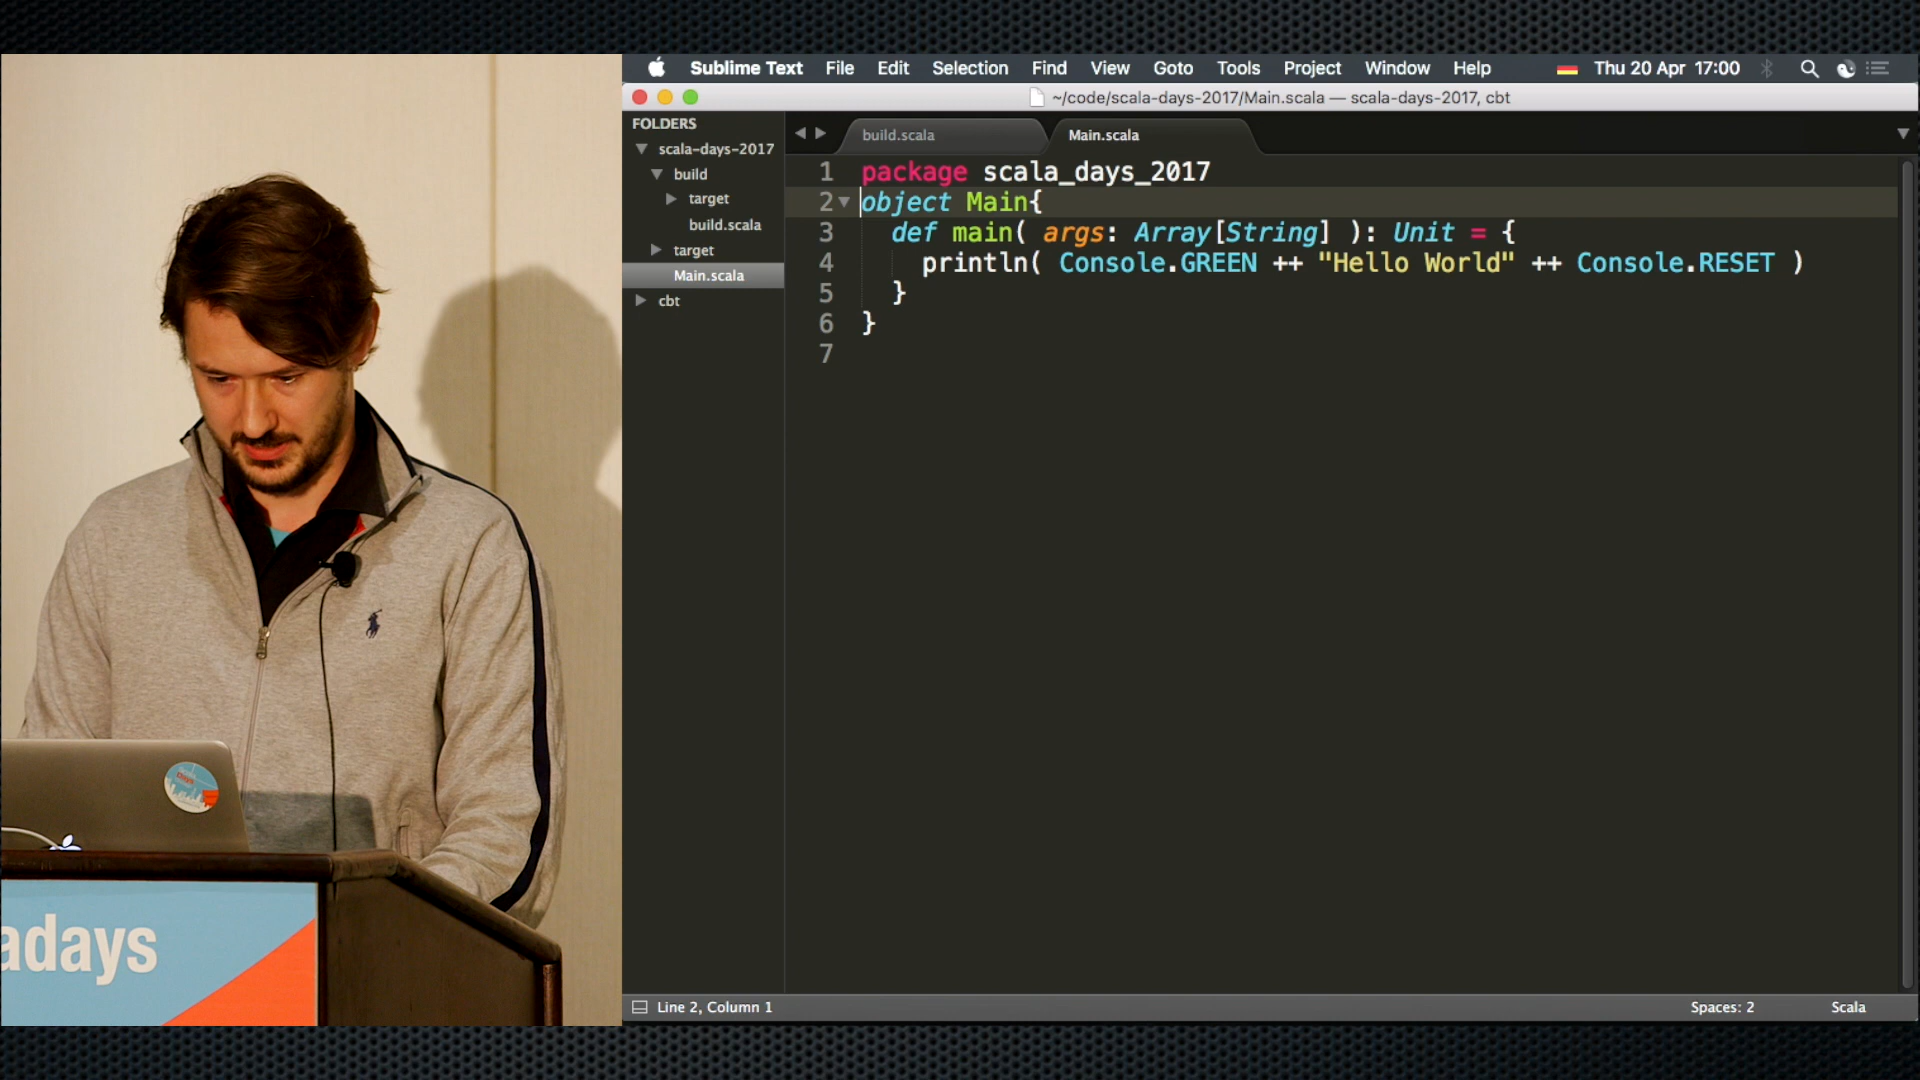 Sublime Text File Edit Selection Find View Goto Tools Project Window Help Thu 20 Apr 17:00
~/code/scala-days-2017/Main.scala — scala-days-2017, cbt
FOLDERS
scala-days-2017
build
target
build.scala
target
Main.scala
cbt
build.scala Main.scala
1 package scala_days_2017
2 object Main{
3 def main( args: Array[String] ): Unit = {
4 println( Console.GREEN ++ "Hello World" ++ Console.RESET )
5 }
6 }
7
Line 2, Column 1 Spaces: 2 Scala
Days
adays